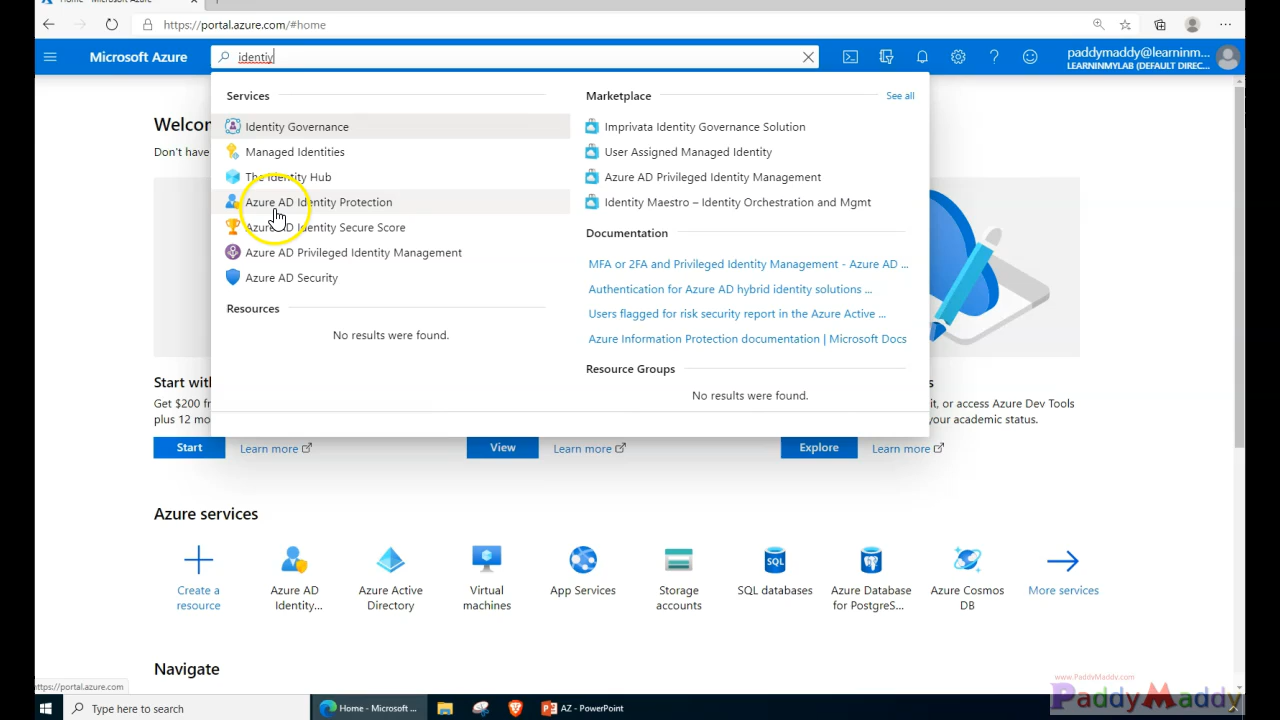 Home - Microsoft Azure
https://portal.azure.com/#home
Microsoft Azure
identiy
paddymaddy@learninm...
LEARNINMYLAB (DEFAULT DIREC...
Services
Identity Governance
Managed Identities
The Identity Hub
Azure AD Identity Protection
Azure AD Identity Secure Score
Azure AD Privileged Identity Management
Azure AD Security
Resources
No results were found.
Marketplace
See all
Imprivata Identity Governance Solution
User Assigned Managed Identity
Azure AD Privileged Identity Management
Identity Maestro – Identity Orchestration and Mgmt
Documentation
MFA or 2FA and Privileged Identity Management - Azure AD ...
Authentication for Azure AD hybrid identity solutions ...
Users flagged for risk security report in the Azure Active ...
Azure Information Protection documentation | Microsoft Docs
Resource Groups
No results were found.
Welcor
Don't have
Start with
Get $200 fr
plus 12 mo
Start
Learn more
View
Learn more
s
it, or access Azure Dev Tools
your academic status.
Explore
Learn more
Azure services
Create a
resource
Azure AD
Identity...
Azure Active
Directory
Virtual
machines
App Services
Storage
accounts
SQL databases
Azure Database
for PostgreS...
Azure Cosmos
DB
More services
Navigate
https://portal.azure.com
www.PaddyMaddy.com
PaddyMaddy
Type here to search
Home - Microsoft ...
AZ - PowerPoint